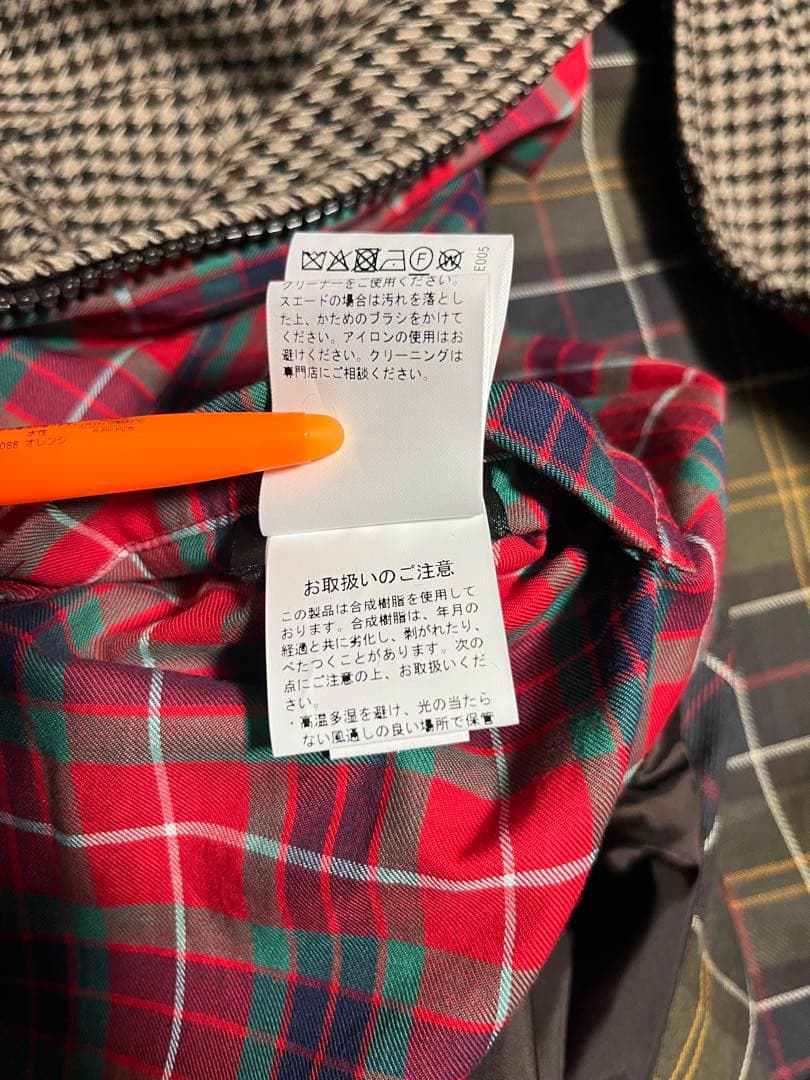 F W
E005
クリーナーをご使用ください。
スエードの場合は汚れを落とし
た上、かためのブラシをかけて
ください。アイロンの使用はお
避けください。クリーニングは
専門店にご相談ください。
水性
088 オレンジ
お取扱いのご注意
この製品は合成樹脂を使用して
おります。合成樹脂は、年月の
経過と共に劣化し、剥がれたり、
べたつくことがあります。次の
点にご注意の上、お取扱いくだ
さい。
・高温多湿を避け、光の当たら
ない風通しの良い場所で保管